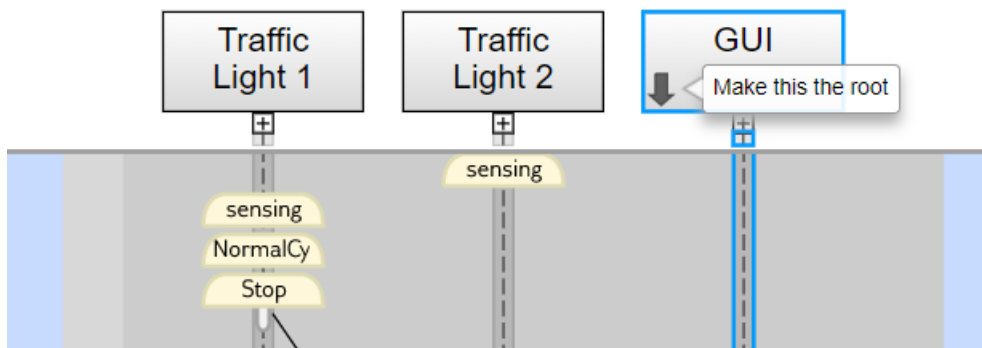 Traffic
Light 1
Traffic
Light 2
GUI
Make this the root
sensing
sensing
NormalCy
Stop